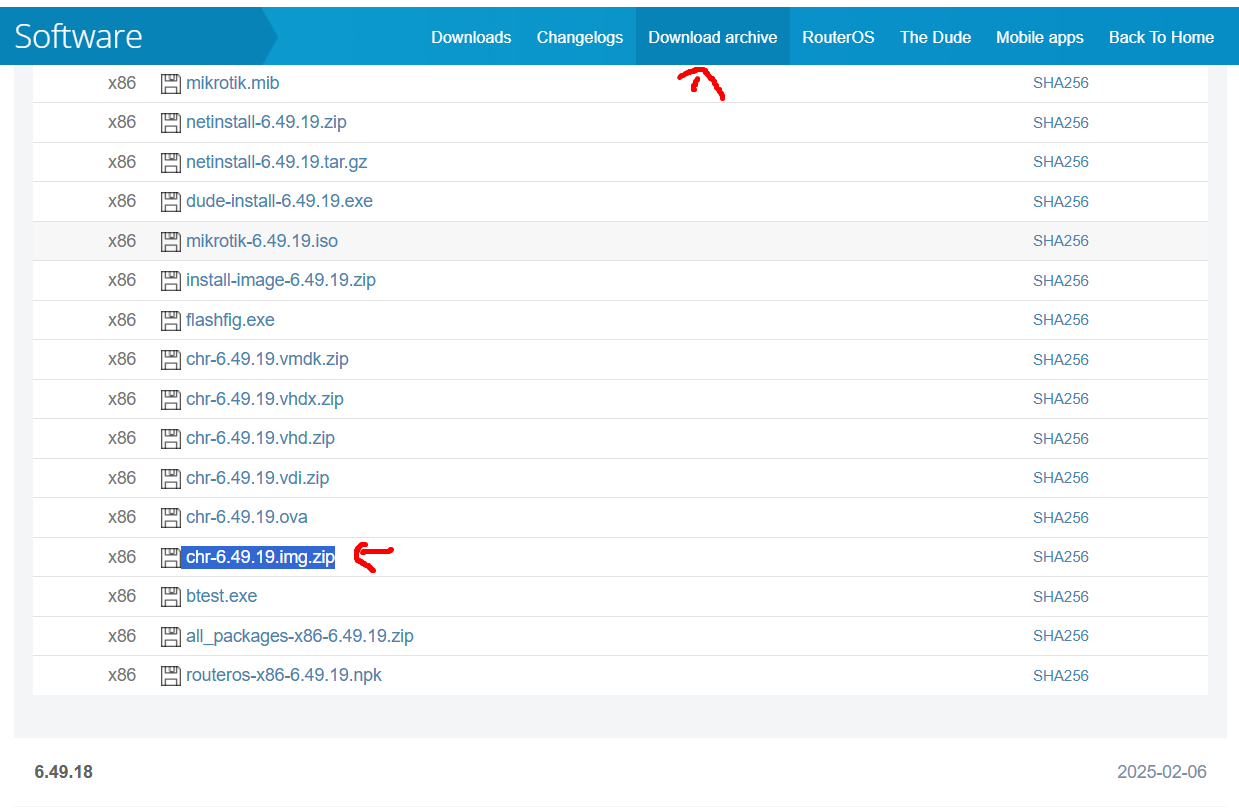 Software Downloads Changelogs Download archive RouterOS The Dude Mobile apps Back To Home
x86 mikrotik.mib SHA256
x86 netinstall-6.49.19.zip SHA256
x86 netinstall-6.49.19.tar.gz SHA256
x86 dude-install-6.49.19.exe SHA256
x86 mikrotik-6.49.19.iso SHA256
x86 install-image-6.49.19.zip SHA256
x86 flashfig.exe SHA256
x86 chr-6.49.19.vmdk.zip SHA256
x86 chr-6.49.19.vhdx.zip SHA256
x86 chr-6.49.19.vhd.zip SHA256
x86 chr-6.49.19.vdi.zip SHA256
x86 chr-6.49.19.ova SHA256
x86 chr-6.49.19.img.zip SHA256
x86 btest.exe SHA256
x86 all_packages-x86-6.49.19.zip SHA256
x86 routeros-x86-6.49.19.npk SHA256
6.49.18 2025-02-06